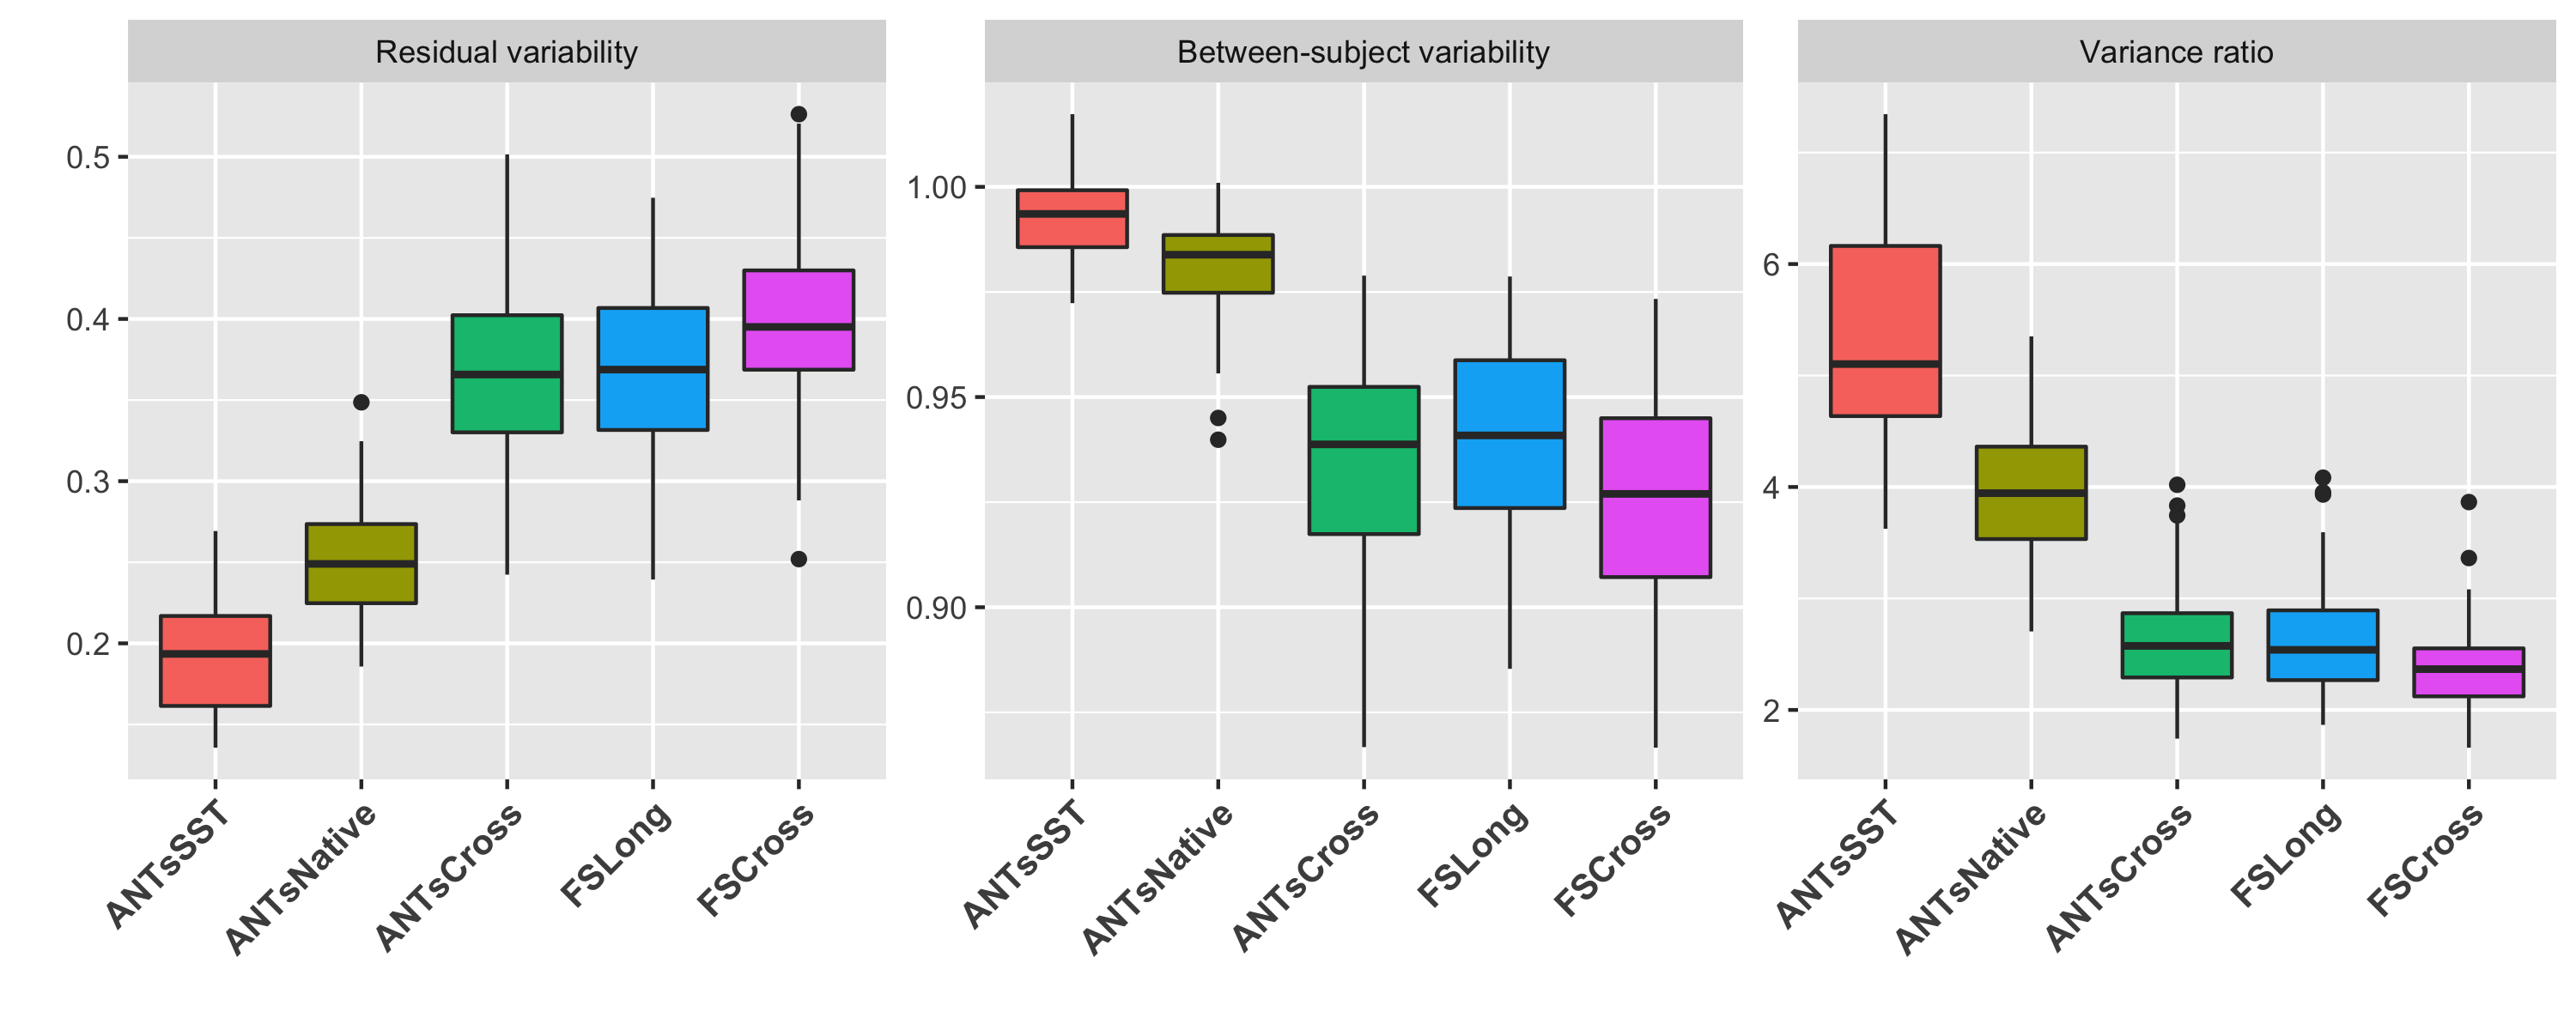 Residual variability
Between-subject variability
Variance ratio
0.5
0.4
0.3
0.2
1.00
0.95
0.90
6
4
2
ANTsSST
ANTsNative
ANTsCross
FSLong
FSCross
ANTsSST
ANTsNative
ANTsCross
FSLong
FSCross
ANTsSST
ANTsNative
ANTsCross
FSLong
FSCross